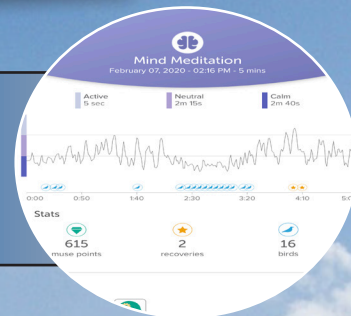 Mind Meditation
February 07, 2020 - 02:16 PM - 5 mins
Active
5 sec
Neutral
2m 15s
Calm
2m 40s
0:00 0:50 1:40 2:30 3:20 4:10
Stats
615
muse points
2
recoveries
16
birds